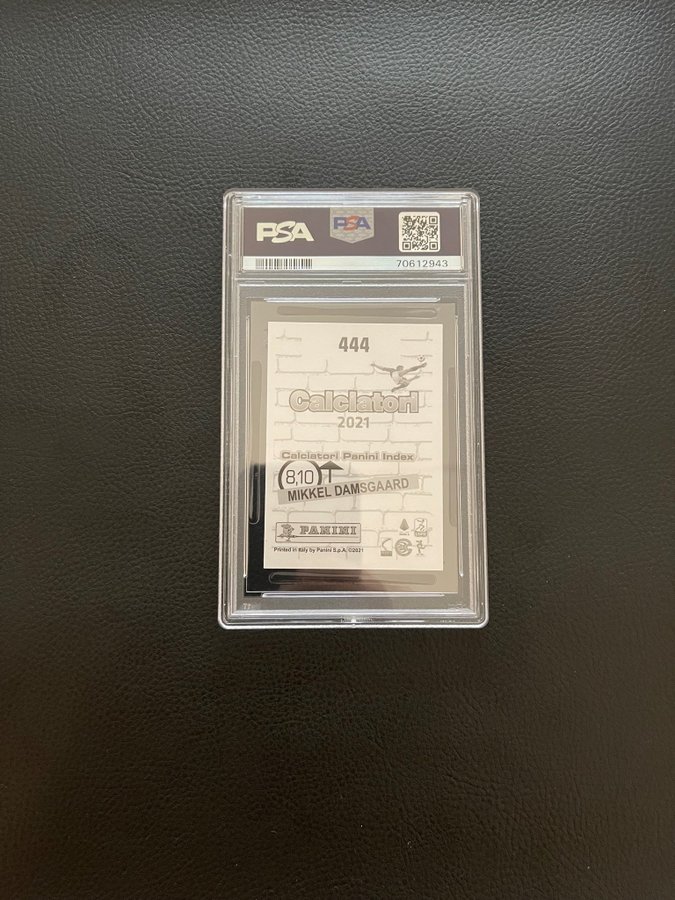 PSA
PSA
70612943
444
Calciatori
2021
Calciatori Panini Index
8,10
MIKKEL DAMSGAARD
PANINI
Printed in Italy by Panini S.p.A. ©2021